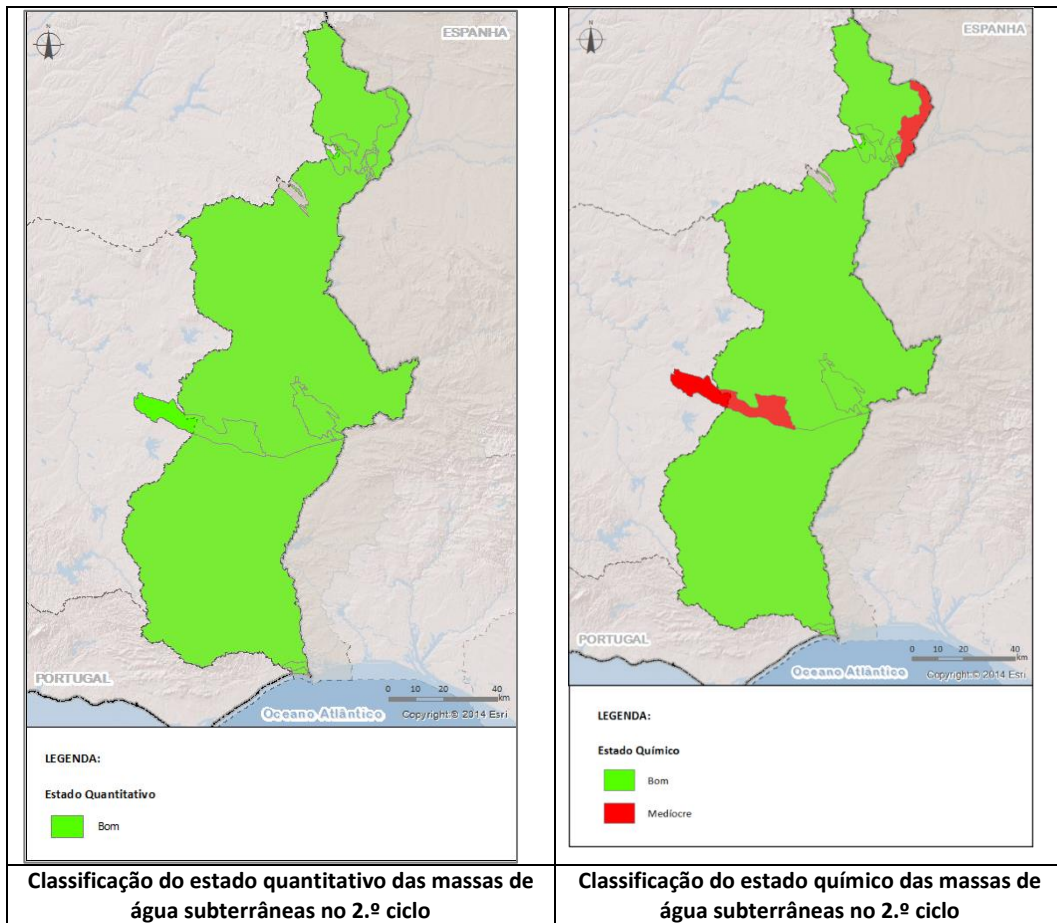 N
ESPANHA
PORTUGAL
0 10 20 40
km
Oceano Atlântico
Copyright:© 2014 Esri
LEGENDA:
Estado Quantitativo
Bom
Classificação do estado quantitativo das massas de
água subterrâneas no 2.º ciclo
N
ESPANHA
PORTUGAL
0 10 20 40
km
Oceano Atlântico
Copyright:© 2014 Esri
LEGENDA:
Estado Químico
Bom
Medíocre
Classificação do estado químico das massas de
água subterrâneas no 2.º ciclo